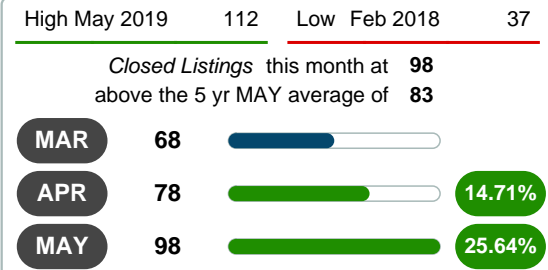 High May 2019 112 Low Feb 2018 37
Closed Listings this month at 98
above the 5 yr MAY average of 83
MAR 68
APR 78 14.71%
MAY 98 25.64%